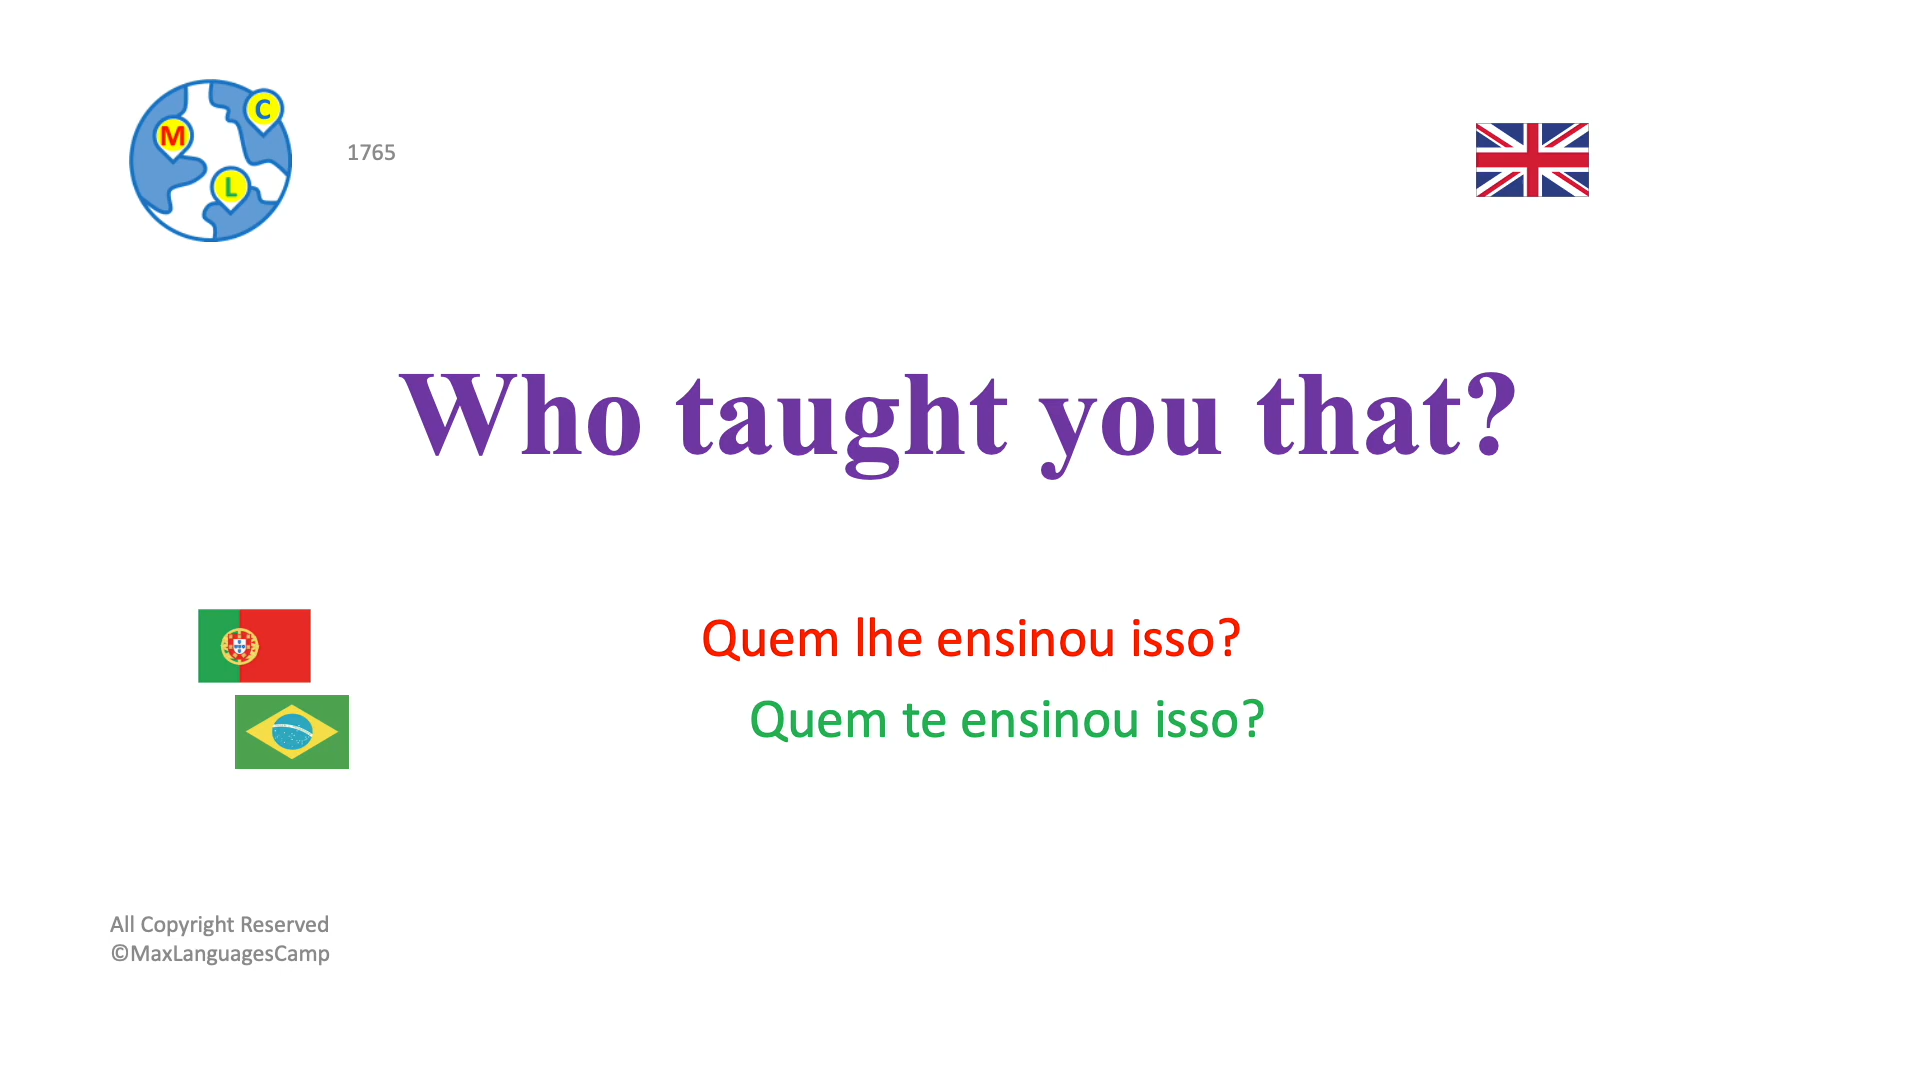 C
M
L
1765
Who taught you that?
Quem lhe ensinou isso?
Quem te ensinou isso?
All Copyright Reserved
©MaxLanguagesCamp